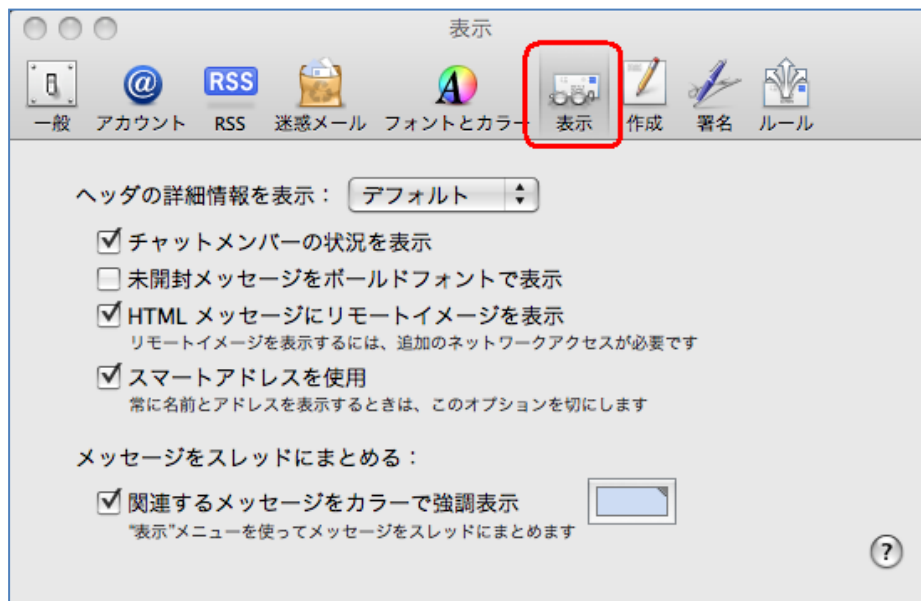 表示
RSS
一般 アカウント RSS 迷惑メール フォントとカラー 表示 作成 署名 ルール
ヘッダの詳細情報を表示： デフォルト
チャットメンバーの状況を表示
未開封メッセージをボールドフォントで表示
HTML メッセージにリモートイメージを表示
リモートイメージを表示するには、追加のネットワークアクセスが必要です
スマートアドレスを使用
常に名前とアドレスを表示するときは、このオプションを切にします
メッセージをスレッドにまとめる：
関連するメッセージをカラーで強調表示
“表示”メニューを使ってメッセージをスレッドにまとめます
?